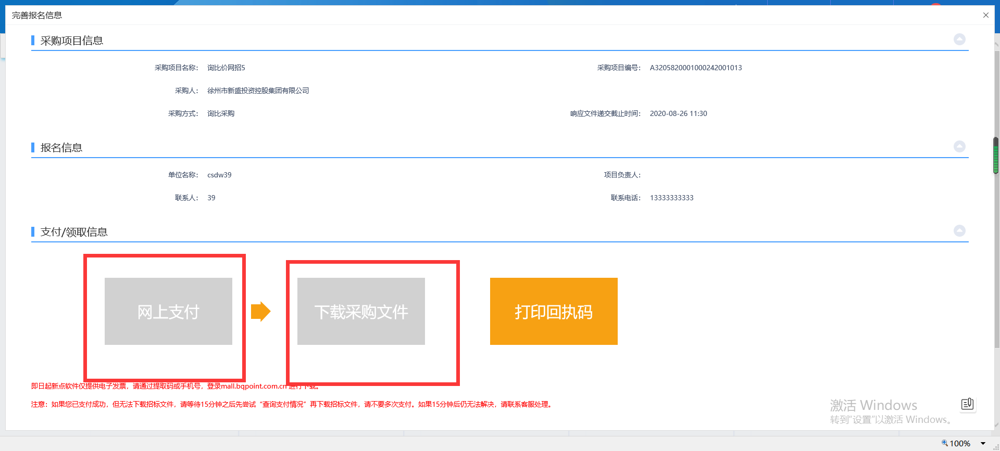 完善报名信息
采购项目信息
采购项目名称： 询比价网招5 采购项目编号： A3205820001000242001013
采购人： 徐州市新盛投资控股集团有限公司
采购方式： 询比采购 响应文件递交截止时间： 2020-08-26 11:30
报名信息
单位名称： csdw39 项目负责人：
联系人： 39 联系电话： 13333333333
支付/领取信息
网上支付 下载采购文件 打印回执码
即日起新点软件仅提供电子发票，请通过提取码或手机号，登录mall.bqpoint.com.cn 进行下载。
注意：如果您已支付成功，但无法下载招标文件，请等待15分钟之后先尝试“查询支付情况”再下载招标文件，请不要多次支付。如果15分钟后仍无法解决，请联系客服处理。
激活 Windows
转到“设置”以激活 Windows。
100%